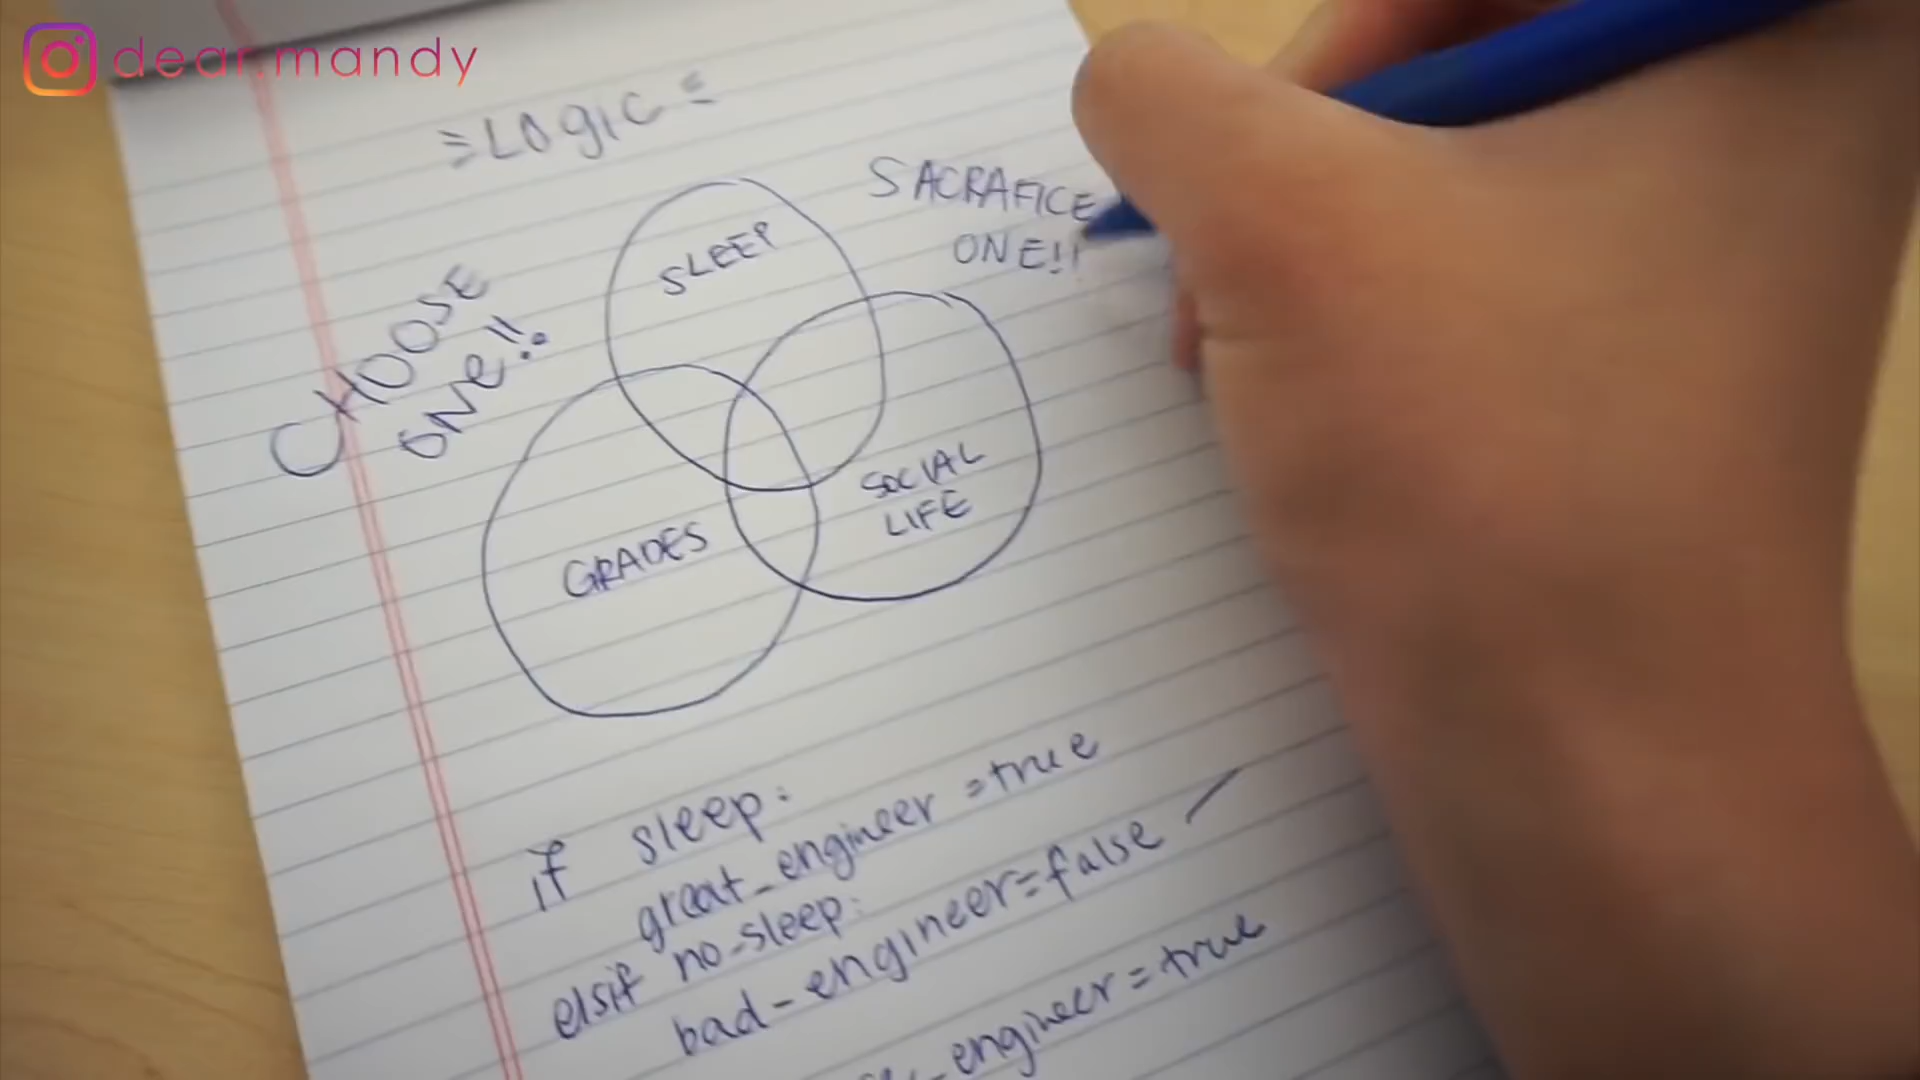 dear.mandy
=LOgIC=
SACRAFICE
ONE!!
CHOOSE
ONE!!
SLEEP
SOCIAL
LIFE
GRADES
if sleep:
great_engineer =true
elsif no-sleep:
bad-engineer=false
_engineer=true